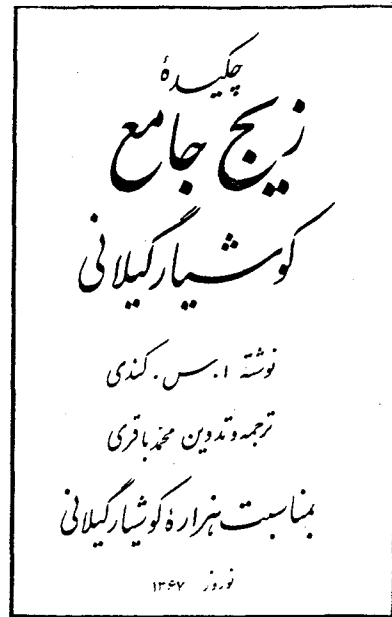 چکیدهٔ
زیج جامع
کوشیار گیلانی
نوشتهٔ ا. س. کندی
ترجمه و تدوین محمد باقری
بمناسبت هزارهٔ کوشیار گیلانی
نوروز ۱۳۶۷